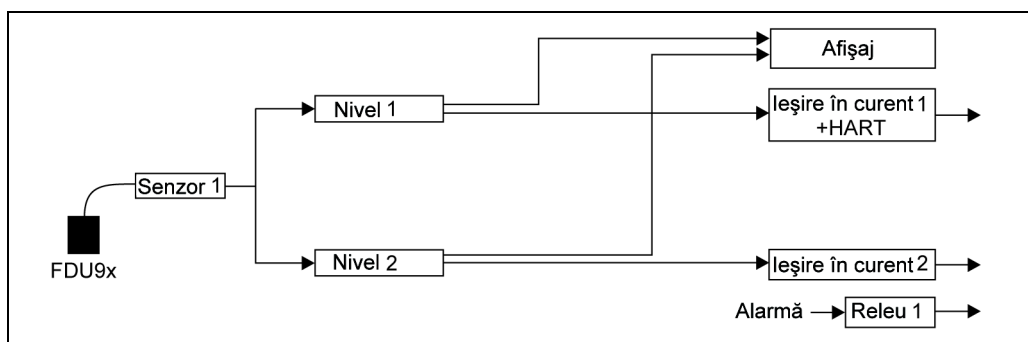 Afişaj
Nivel 1
Ieşire în curent 1
+HART
Senzor 1
FDU9x
Nivel 2
Ieşire în curent 2
Alarmă
Releu 1